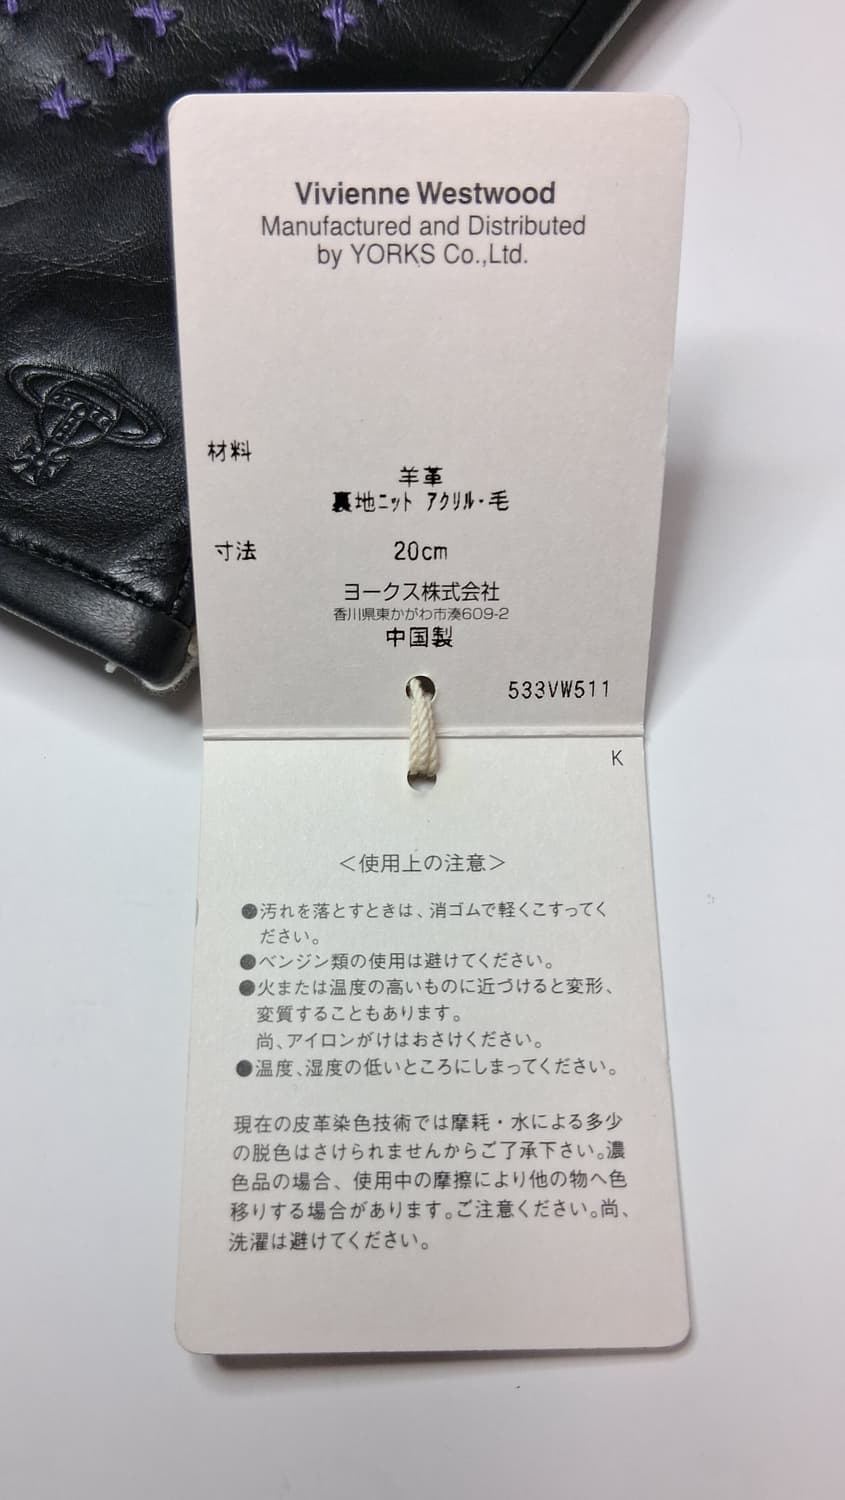 Vivienne Westwood
Manufactured and Distributed
by YORKS Co.,Ltd.
材料
羊革
裏地ニット アクリル・毛
寸法 20cm
ヨークス株式会社
香川県東かがわ市湊609-2
中国製
533VW511
K
＜使用上の注意＞
●汚れを落とすときは、消ゴムで軽くこすってく
ださい。
●ベンジン類の使用は避けてください。
●火または温度の高いものに近づけると変形、
変質することもあります。
尚、アイロンがけはおさけください。
●温度、湿度の低いところにしまってください。
現在の皮革染色技術では摩耗・水による多少
の脱色はさけられませんからご了承下さい。濃
色品の場合、使用中の摩擦により他の物へ色
移りする場合があります。ご注意ください。尚、
洗濯は避けてください。